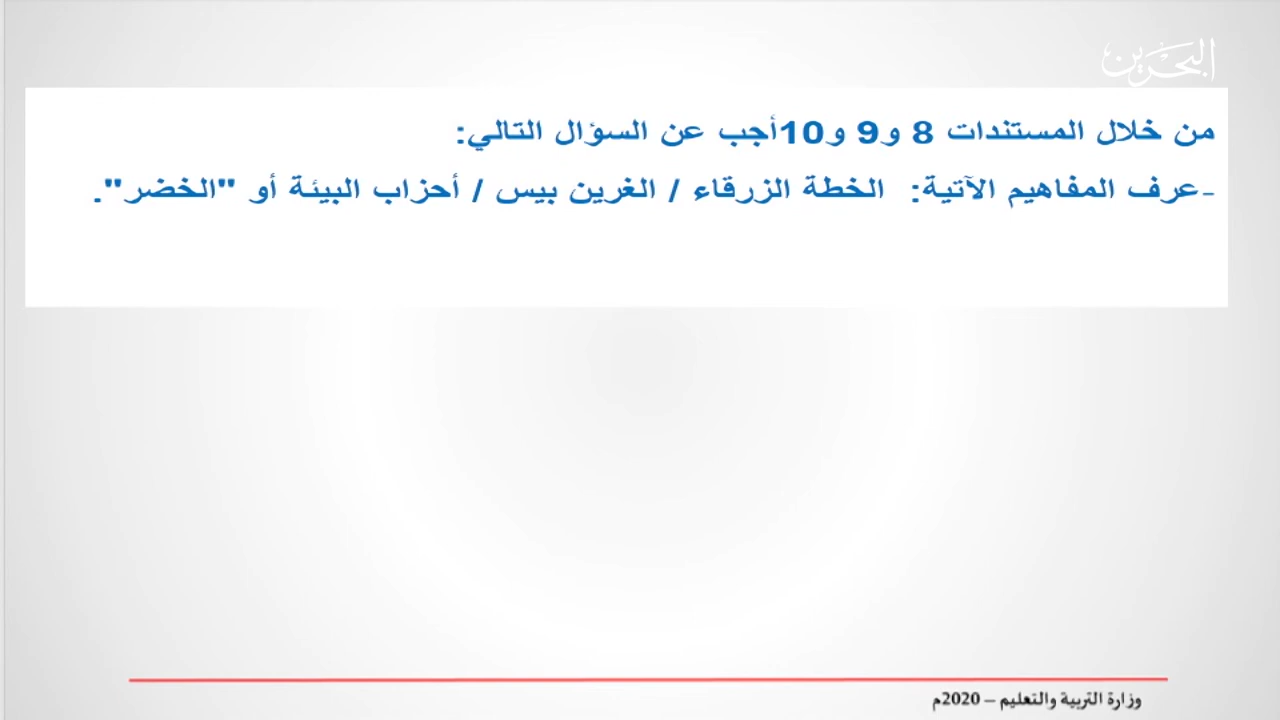 البحرين
من خلال المستندات 8 و9 و10أجب عن السؤال التالي:
-عرف المفاهيم الآتية: الخطة الزرقاء / الغرين بيس / أحزاب البيئة أو "الخضر".
وزارة التربية والتعليم – 2020م